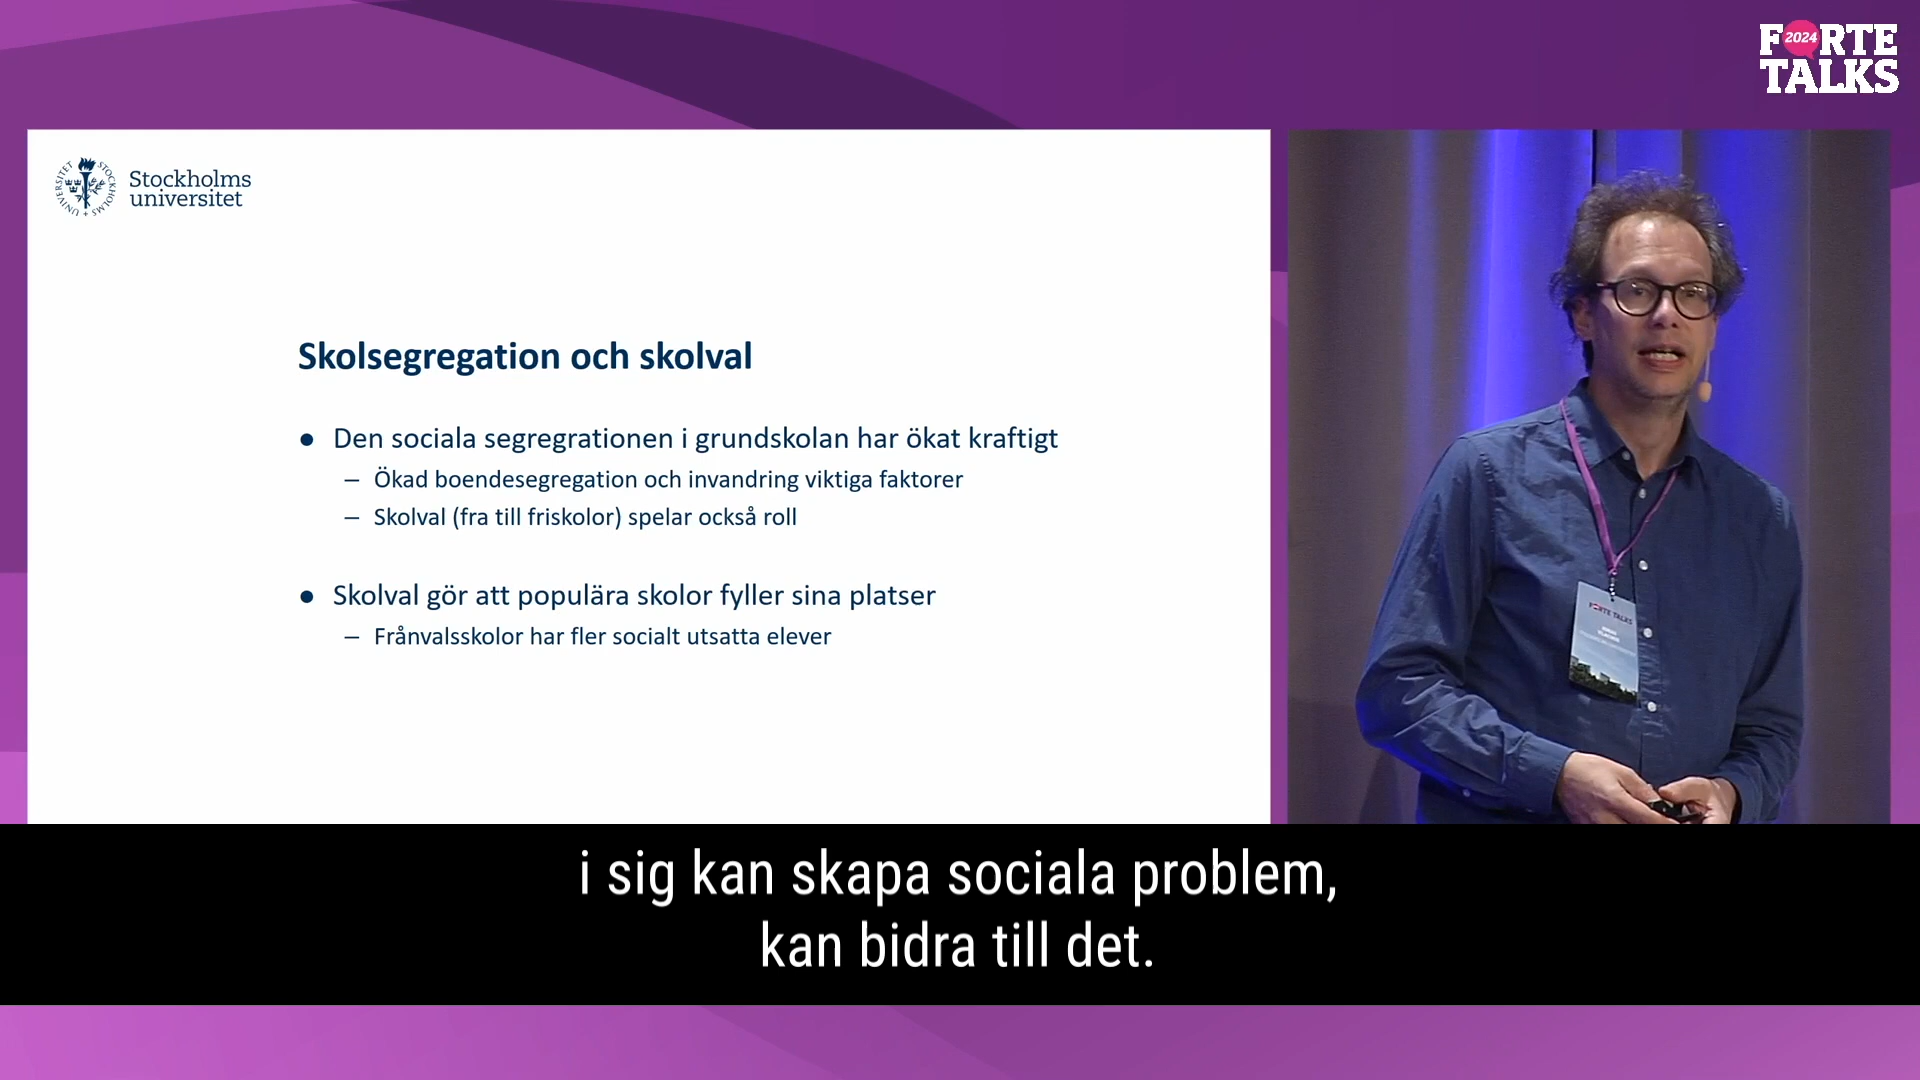 FORTE
2024
TALKS
Stockholms
universitet
Skolsegregation och skolval
● Den sociala segregrationen i grundskolan har ökat kraftigt
– Ökad boendesegregation och invandring viktiga faktorer
– Skolval (fra till friskolor) spelar också roll
● Skolval gör att populära skolor fyller sina platser
– Frånvalsskolor har fler socialt utsatta elever
FORTE TALKS
i sig kan skapa sociala problem,
kan bidra till det.